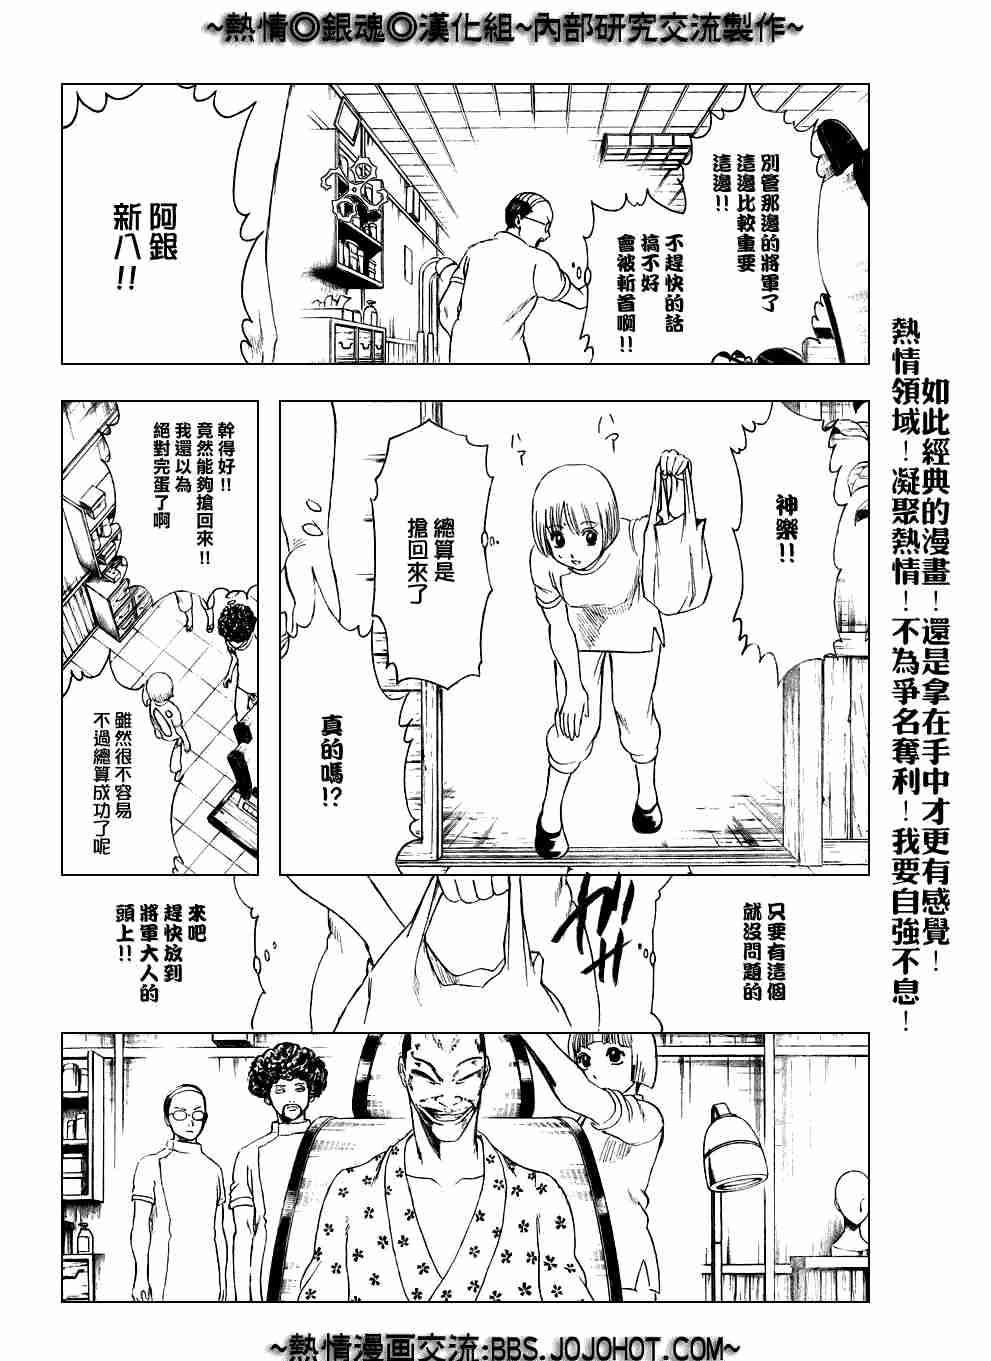 ~熱情◎銀魂◎漢化組~內部研究交流製作~
別管那邊的將軍了
這邊比較重要
這邊!!
不趕快的話
搞不好
會被斬首啊!!
阿銀
新八!!
神樂!!
總算是
搶回來了
真的嗎!?
幹得好!!
竟然能夠搶回來!!
我還以為
絕對完蛋了啊
雖然很不容易
不過總算成功了呢
只要有這個
就沒問題的
ガサッ
來吧
趕快放到
將軍大人的
頭上!!
如此經典的漫畫！還是拿在手中才更有感覺！
熱情領域！凝聚熱情！不為爭名奪利！我要自強不息！
~熱情漫画交流:BBS.JOJOHOT.COM~